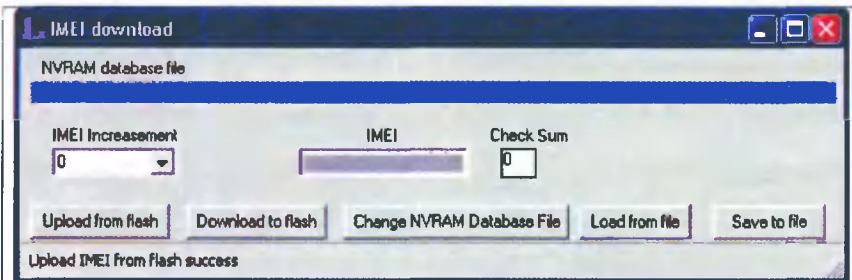 IMEI download
NVRAM database file
IMEI Increasement IMEI Check Sum
0 0
Upload from flash Download to flash Change NVRAM Database File Load from file Save to file
Upload IMEI from flash success